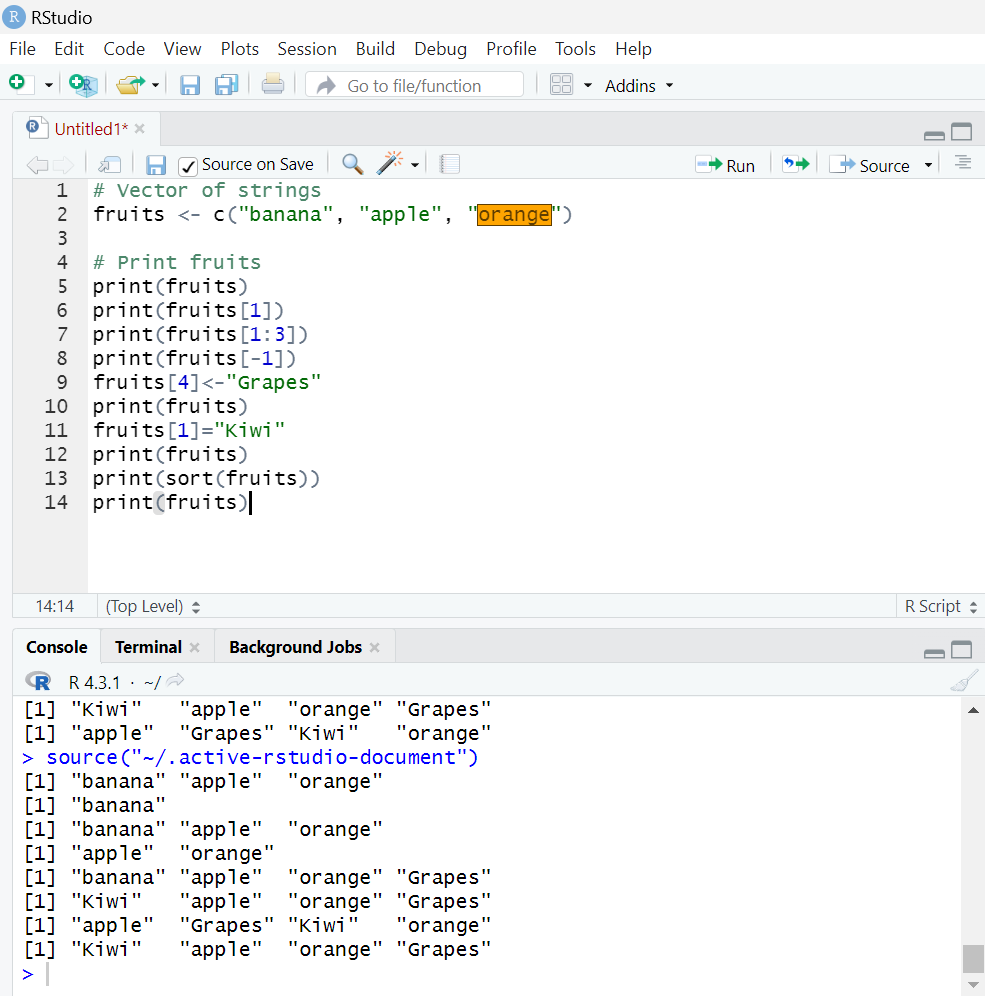 RStudio
File Edit Code View Plots Session Build Debug Profile Tools Help
Go to file/function Addins
Untitled1*
Source on Save Run Source
1 # Vector of strings
2 fruits <- c("banana", "apple", "orange")
3
4 # Print fruits
5 print(fruits)
6 print(fruits[1])
7 print(fruits[1:3])
8 print(fruits[-1])
9 fruits[4]<-"Grapes"
10 print(fruits)
11 fruits[1]="Kiwi"
12 print(fruits)
13 print(sort(fruits))
14 print(fruits)
14:14 (Top Level) R Script
Console Terminal Background Jobs
R 4.3.1 · ~/
[1] "Kiwi"   "apple"  "orange" "Grapes"
[1] "apple"  "Grapes" "Kiwi"   "orange"
> source("~/.active-rstudio-document")
[1] "banana" "apple"  "orange"
[1] "banana"
[1] "banana" "apple"  "orange"
[1] "apple"  "orange"
[1] "banana" "apple"  "orange" "Grapes"
[1] "Kiwi"   "apple"  "orange" "Grapes"
[1] "apple"  "Grapes" "Kiwi"   "orange"
[1] "Kiwi"   "apple"  "orange" "Grapes"
>